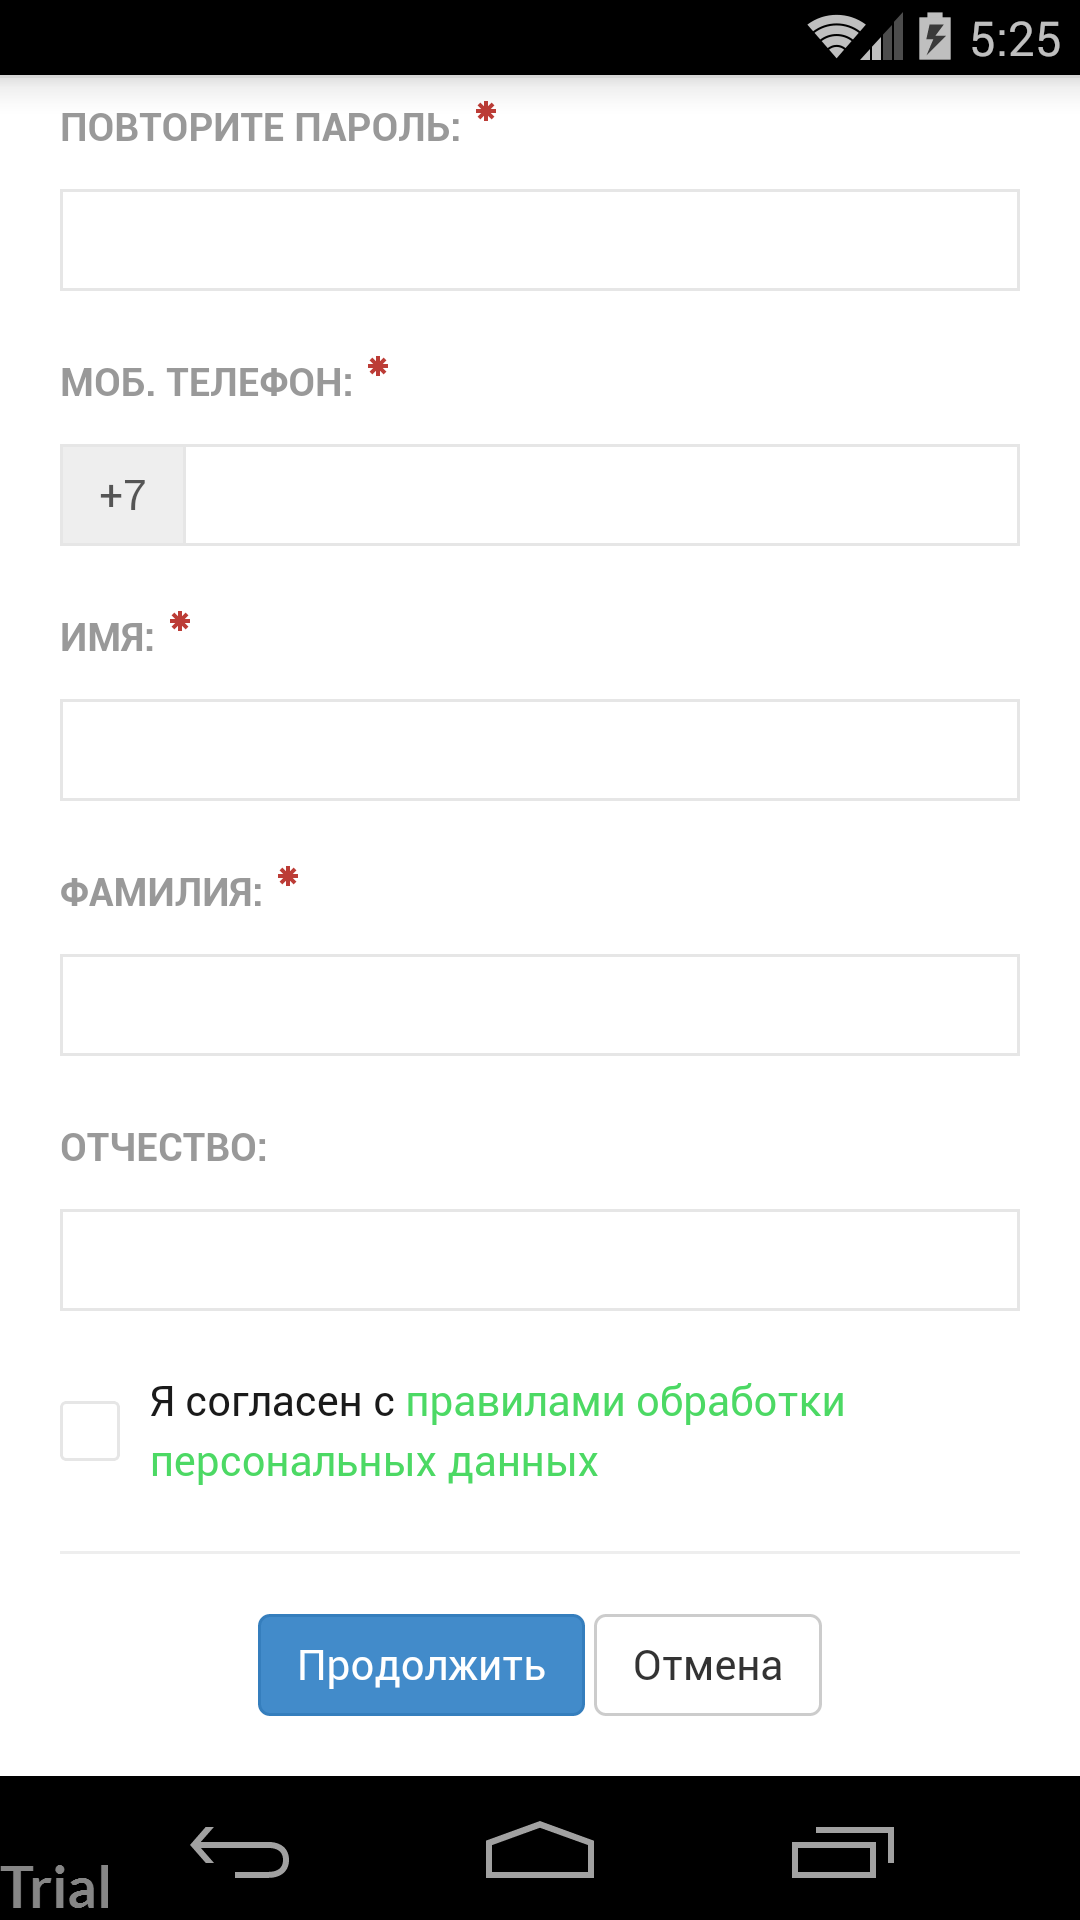 5:25
ПОВТОРИТЕ ПАРОЛЬ: *
МОБ. ТЕЛЕФОН: *
+7
ИМЯ: *
ФАМИЛИЯ: *
ОТЧЕСТВО:
Я согласен с правилами обработки
персональных данных
Продолжить Отмена
Trial